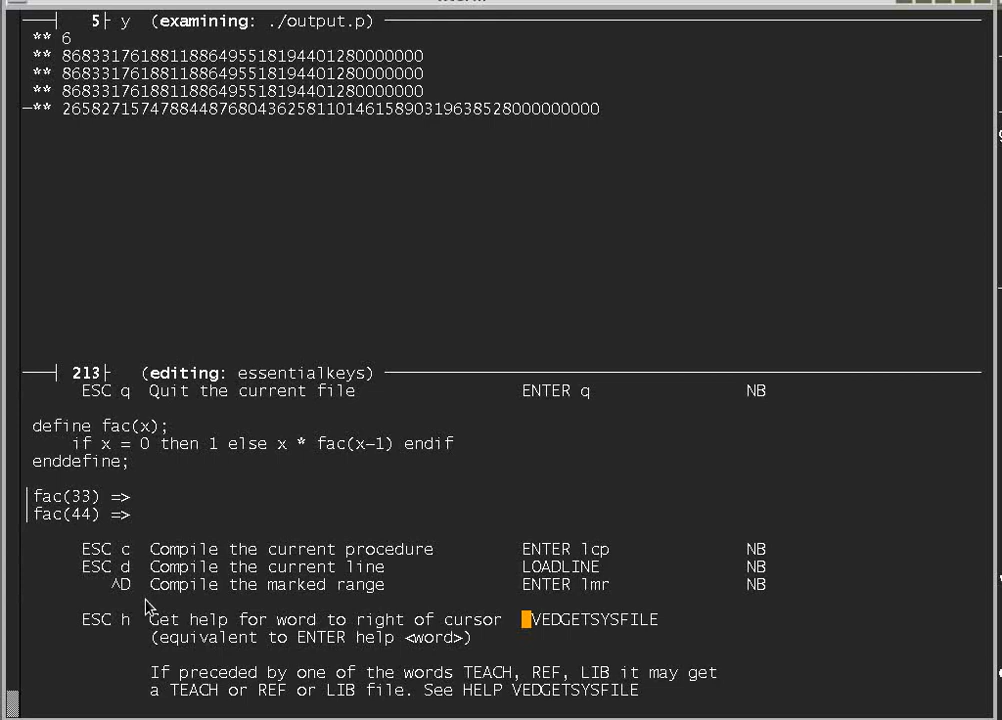 5 y (examining: ./output.p)
** 6
** 8683317618811886495518194401280000000
** 8683317618811886495518194401280000000
** 8683317618811886495518194401280000000
** 2658271574788448768043625811014615890319638528000000000
213 (editing: essentialkeys)
ESC q Quit the current file ENTER q NB
define fac(x);
if x = 0 then 1 else x * fac(x-1) endif
enddefine;
fac(33) =>
fac(44) =>
ESC c Compile the current procedure ENTER lcp NB
ESC d Compile the current line LOADLINE NB
^D Compile the marked range ENTER lmr NB
ESC h Get help for word to right of cursor VEDGETSYSFILE
(equivalent to ENTER help <word>)
If preceded by one of the words TEACH, REF, LIB it may get
a TEACH or REF or LIB file. See HELP VEDGETSYSFILE